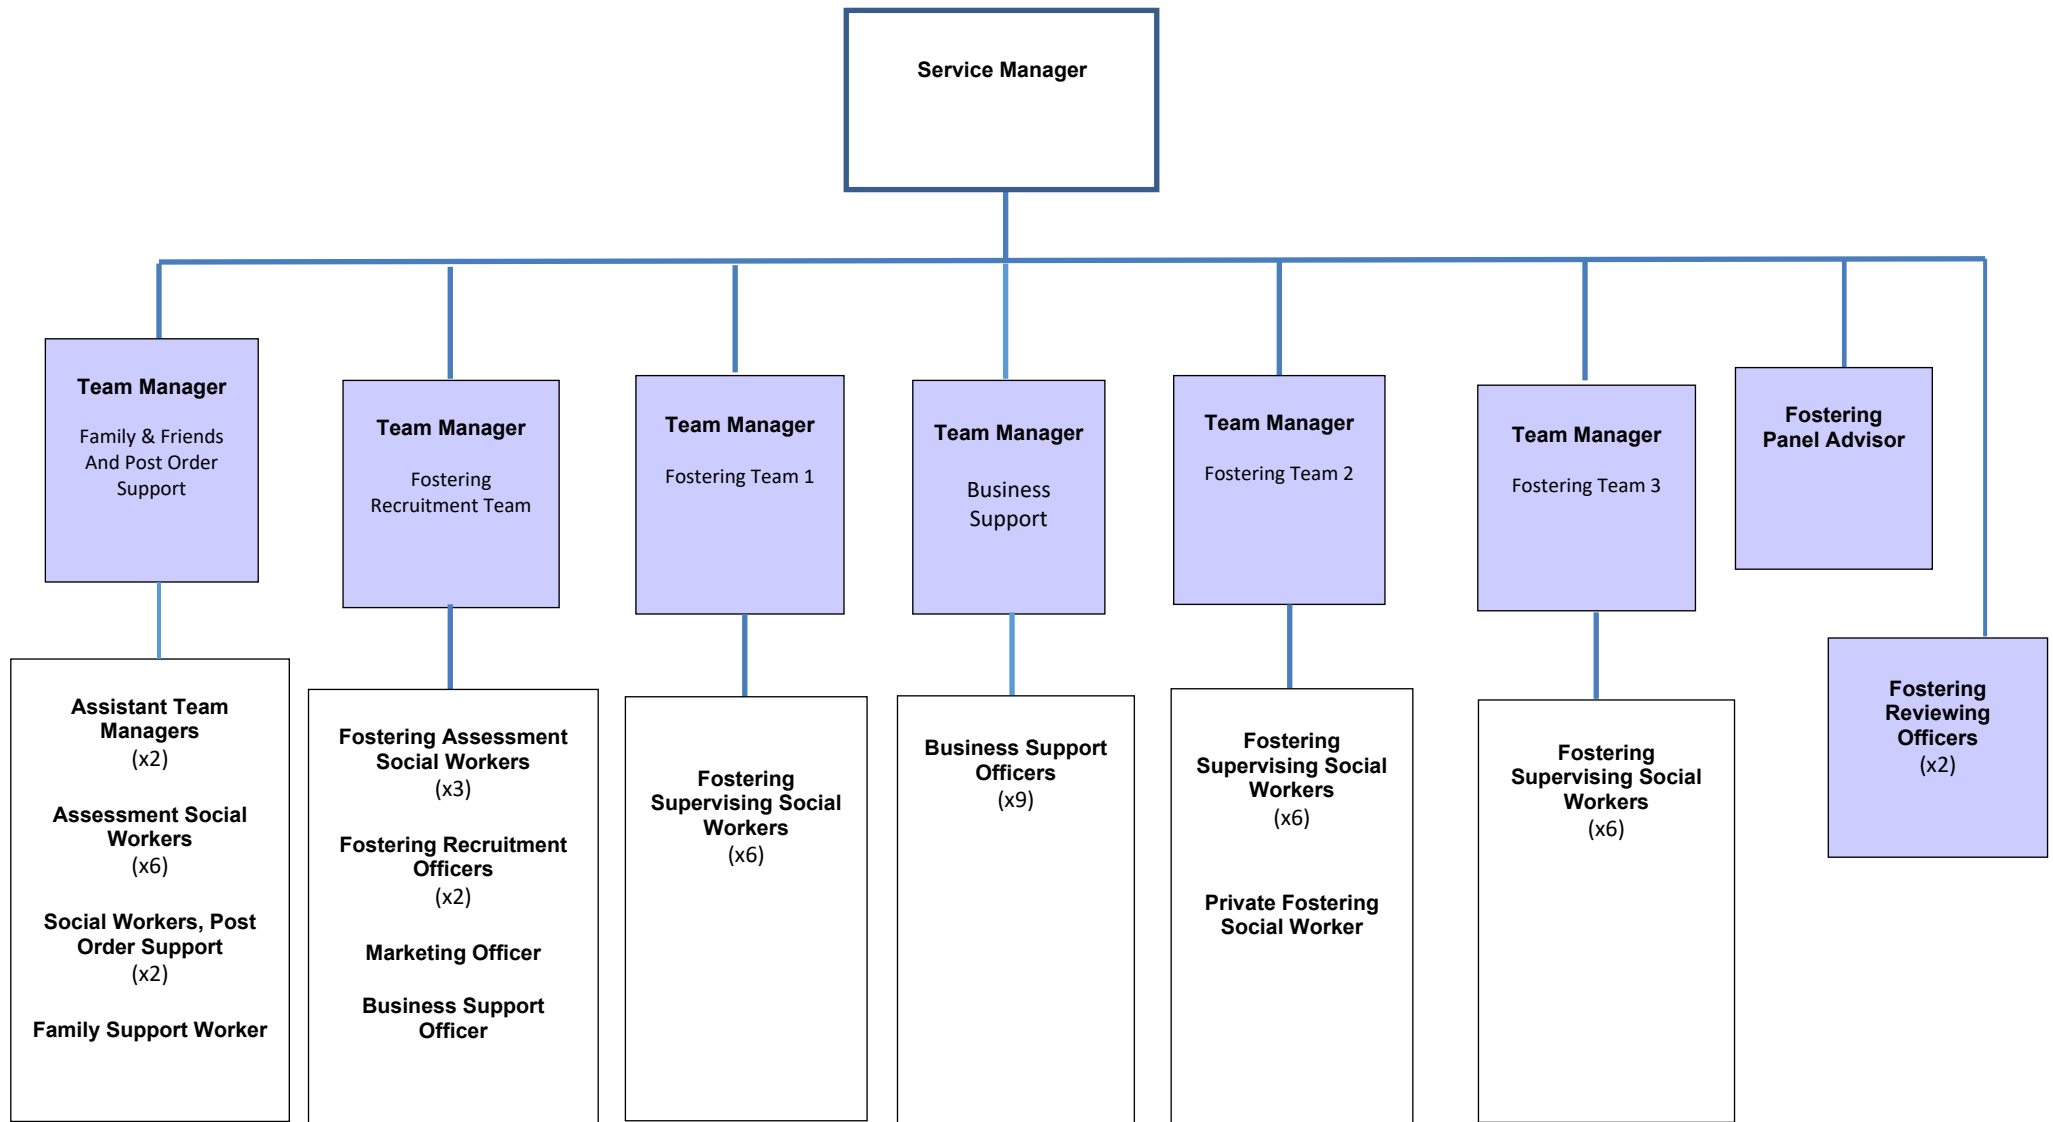 Service Manager
Team Manager
Family & Friends
And Post Order
Support
Team Manager
Fostering
Recruitment Team
Team Manager
Fostering Team 1
Team Manager
Business
Support
Team Manager
Fostering Team 2
Team Manager
Fostering Team 3
Fostering
Panel Advisor
Fostering
Reviewing
Officers
(x2)
Assistant Team
Managers
(x2)
Assessment Social
Workers
(x6)
Social Workers, Post
Order Support
(x2)
Family Support Worker
Fostering Assessment
Social Workers
(x3)
Fostering Recruitment
Officers
(x2)
Marketing Officer
Business Support
Officer
Fostering
Supervising Social
Workers
(x6)
Business Support
Officers
(x9)
Fostering
Supervising Social
Workers
(x6)
Private Fostering
Social Worker
Fostering
Supervising Social
Workers
(x6)